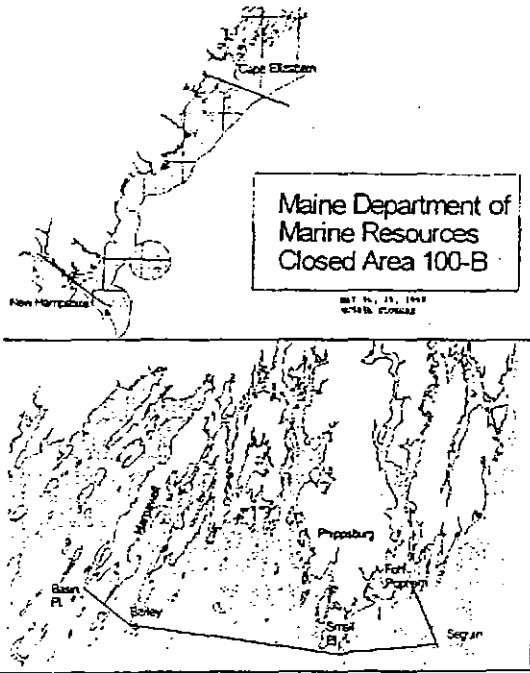 Cape Elizabeth
Maine Department of
Marine Resources
Closed Area 100-B
New Hampshire
Harpswell
Phippsburg
Basin
Pt.
Fort
Popham
Bailey
Small
Pt.
Seguin